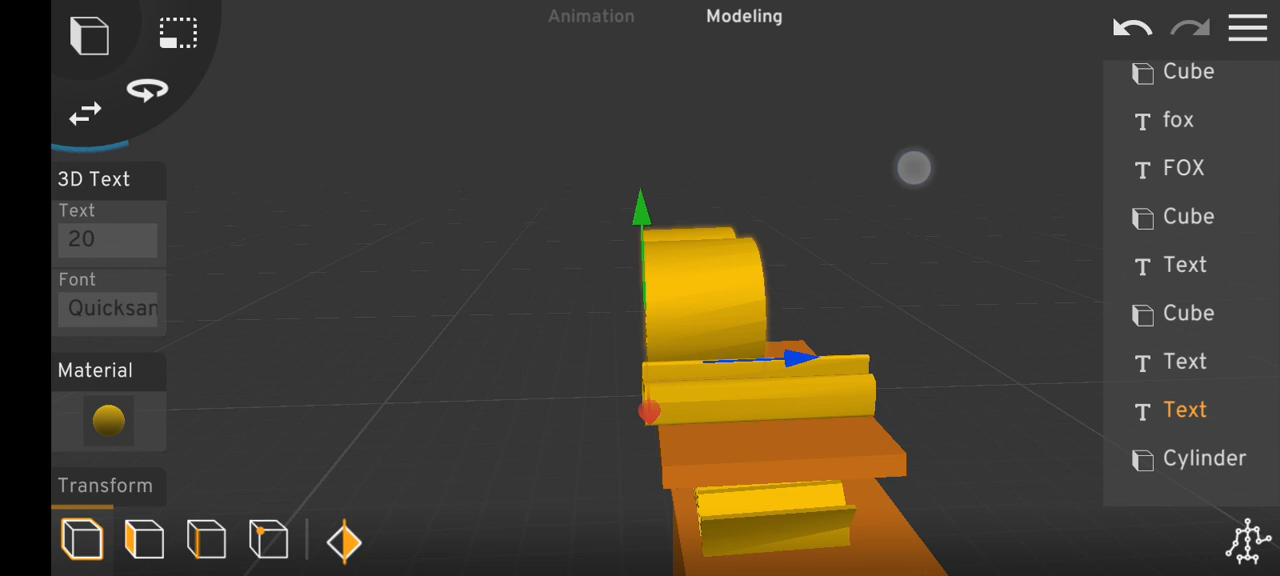 Animation
Modeling
3D Text
Text
20
Font
Quicksan
Material
Transform
Cube
fox
FOX
Cube
Text
Cube
Text
Text
Cylinder